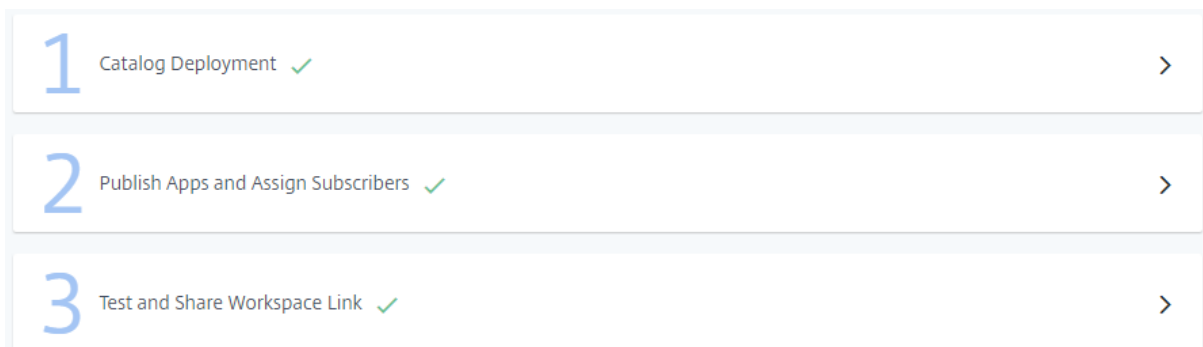 1 Catalog Deployment
2 Publish Apps and Assign Subscribers
3 Test and Share Workspace Link